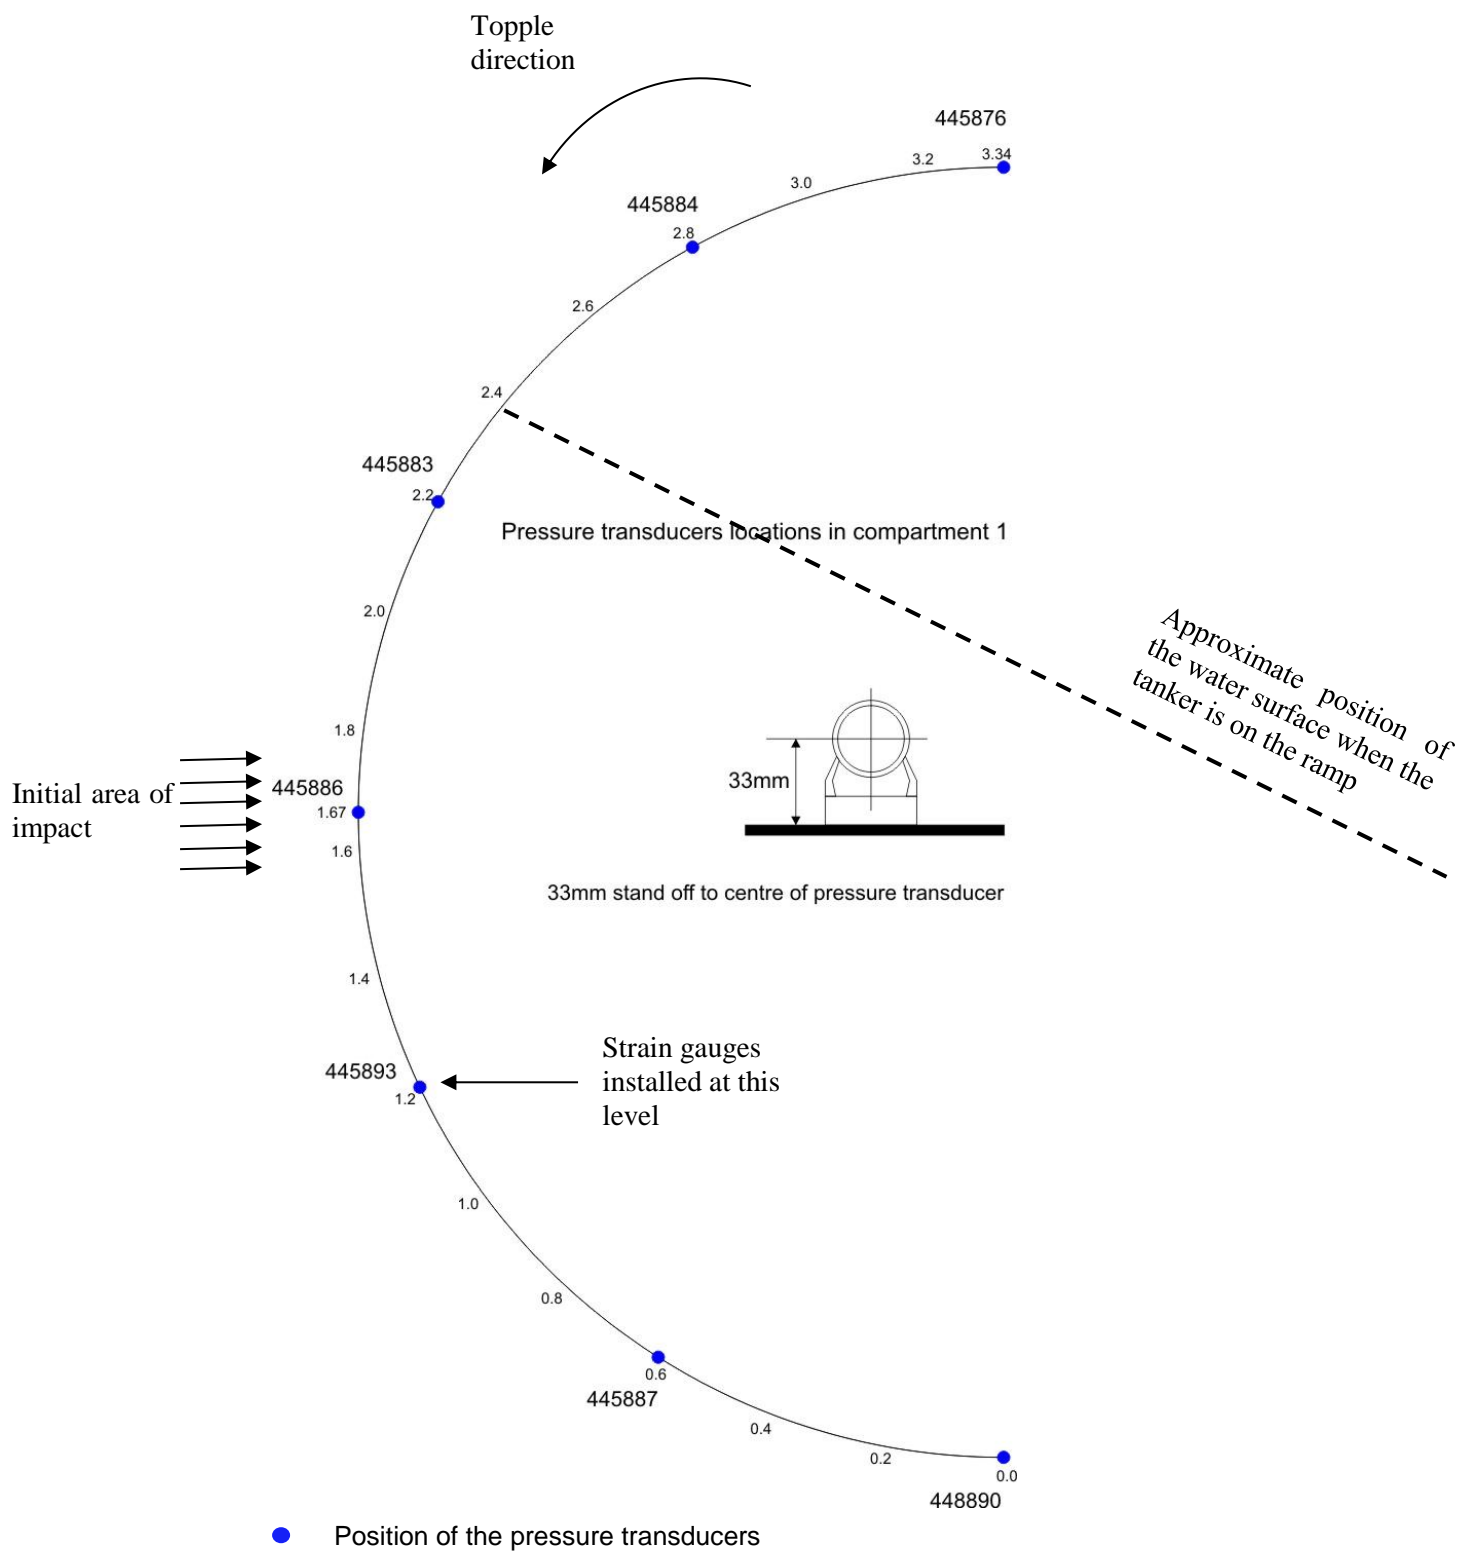 Topple
direction
445876
3.34
3.2
3.0
445884
2.8
2.6
2.4
445883
2.2
Pressure transducers locations in compartment 1
2.0
Approximate position of
the water surface when the
tanker is on the ramp
1.8
33mm
Initial area of
impact
445886
1.67
1.6
33mm stand off to centre of pressure transducer
1.4
Strain gauges
installed at this
level
445893
1.2
1.0
0.8
0.6
445887
0.4
0.2
0.0
448890
Position of the pressure transducers